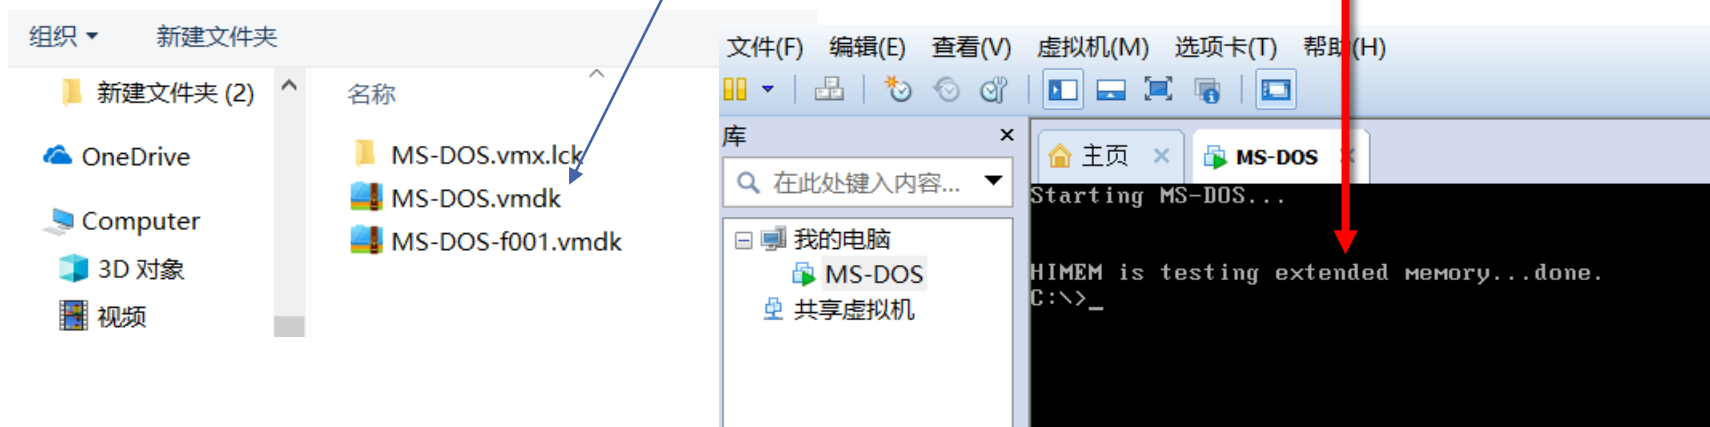 组织 新建文件夹
新建文件夹 (2)
OneDrive
Computer
3D 对象
视频
名称
MS-DOS.vmx.lck
MS-DOS.vmdk
MS-DOS-f001.vmdk
文件(F) 编辑(E) 查看(V) 虚拟机(M) 选项卡(T) 帮助(H)
库
在此处键入内容...
我的电脑
MS-DOS
共享虚拟机
主页 MS-DOS
Starting MS-DOS...
HIMEM is testing extended memory...done.
C:\>_